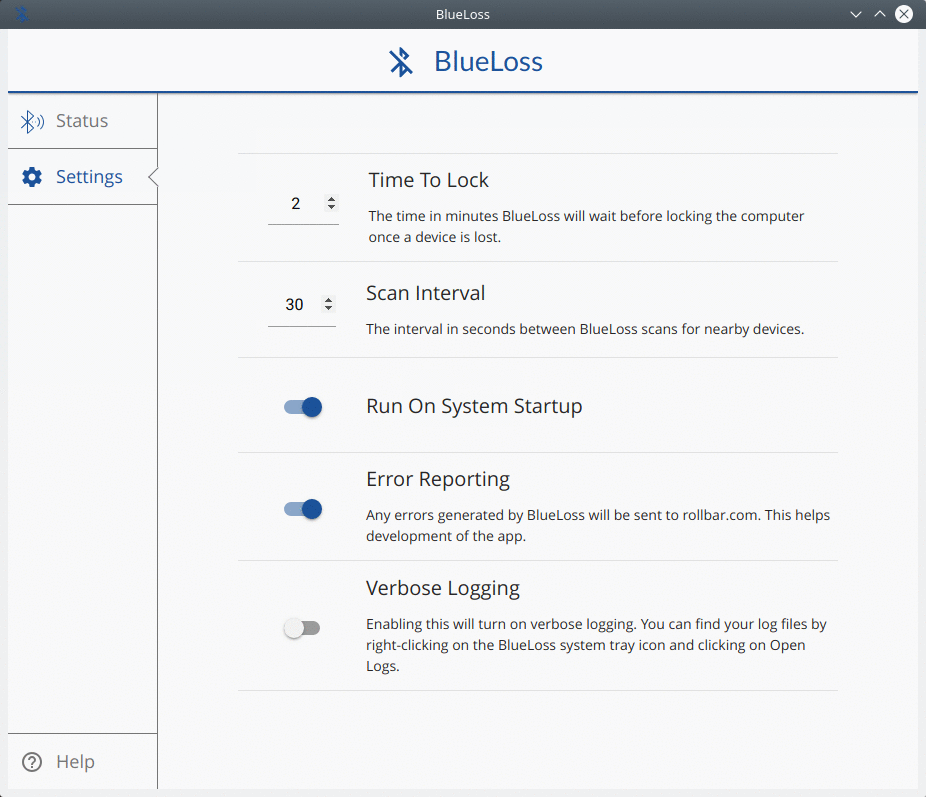 BlueLoss
BlueLoss
Status
Settings
2
Time To Lock
The time in minutes BlueLoss will wait before locking the computer
once a device is lost.
30
Scan Interval
The interval in seconds between BlueLoss scans for nearby devices.
Run On System Startup
Error Reporting
Any errors generated by BlueLoss will be sent to rollbar.com. This helps
development of the app.
Verbose Logging
Enabling this will turn on verbose logging. You can find your log files by
right-clicking on the BlueLoss system tray icon and clicking on Open
Logs.
Help